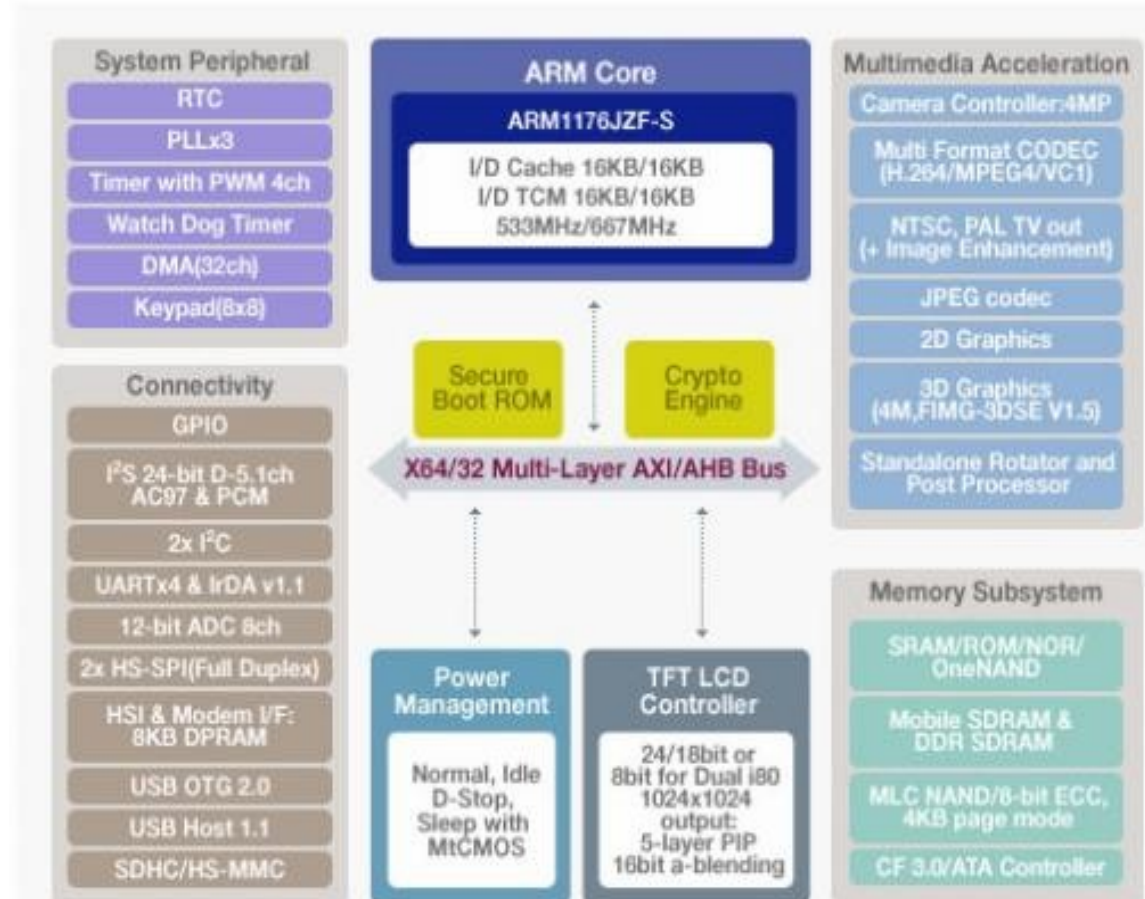 System Peripheral
RTC
PLLx3
Timer with PWM 4ch
Watch Dog Timer
DMA(32ch)
Keypad(8x8)
Connectivity
GPIO
I²S 24-bit D-5.1ch
AC97 & PCM
2x I²C
UARTx4 & IrDA v1.1
12-bit ADC 8ch
2x HS-SPI(Full Duplex)
HSI & Modem I/F:
8KB DPRAM
USB OTG 2.0
USB Host 1.1
SDHC/HS-MMC
ARM Core
ARM1176JZF-S
I/D Cache 16KB/16KB
I/D TCM 16KB/16KB
533MHz/667MHz
Secure
Boot ROM
Crypto
Engine
X64/32 Multi-Layer AXI/AHB Bus
Power
Management
Normal, Idle
D-Stop,
Sleep with
MtCMOS
TFT LCD
Controller
24/18bit or
8bit for Dual i80
1024x1024
output:
5-layer PIP
16bit a-blending
Multimedia Acceleration
Camera Controller:4MP
Multi Format CODEC
(H.264/MPEG4/VC1)
NTSC, PAL TV out
(+ Image Enhancement)
JPEG codec
2D Graphics
3D Graphics
(4M,FIMG-3DSE V1.5)
Standalone Rotator and
Post Processor
Memory Subsystem
SRAM/ROM/NOR/
OneNAND
Mobile SDRAM &
DDR SDRAM
MLC NAND/8-bit ECC,
4KB page mode
CF 3.0/ATA Controller